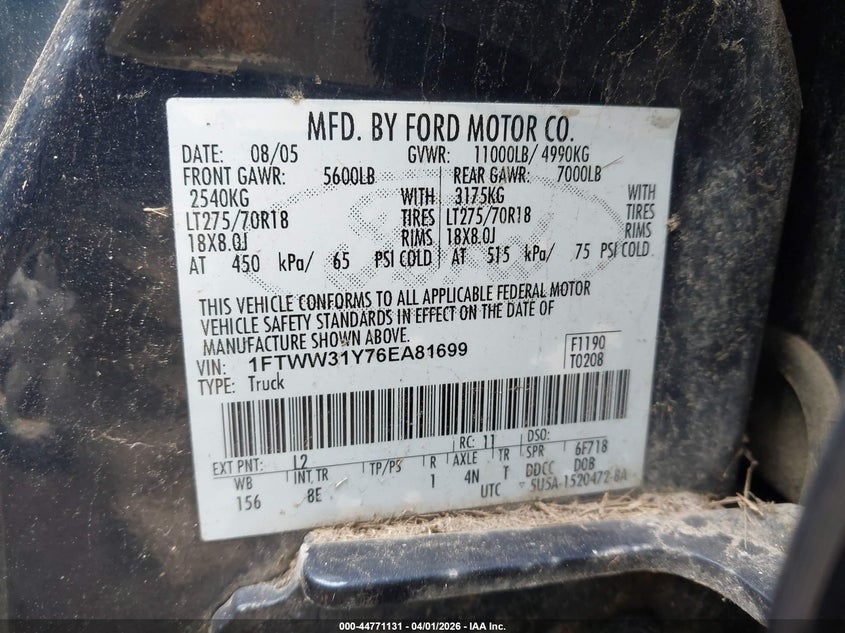 MFD. BY FORD MOTOR CO.
DATE: 08/05 GVWR: 11000LB/ 4990KG
FRONT GAWR: 5600LB REAR GAWR: 7000LB
2540KG WITH 3175KG WITH
LT275/70R18 TIRES LT275/70R18 TIRES
18X8.0J RIMS 18X8.0J RIMS
AT 450 kPa/ 65 PSI COLD AT 515 kPa/ 75 PSI COLD
THIS VEHICLE CONFORMS TO ALL APPLICABLE FEDERAL MOTOR
VEHICLE SAFETY STANDARDS IN EFFECT ON THE DATE OF
MANUFACTURE SHOWN ABOVE.
VIN: 1FTWW31Y76EA81699 F1190
TYPE: Truck T0208
EXT PNT: L2 RC: 11 DSO:
WB INT.TR TP/PS R AXLE TR SPR 6F718
156 8E 1 4N T DDCC DOB
UTC ▽5U5A-1520472-BA
000-44771131 - 04/01/2026 - IAA Inc.